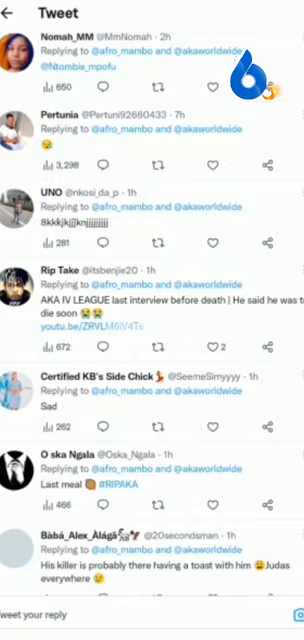 Tweet
Nomah_MM @MmNomah · 2h
Replying to @afro_mambo and @akaworldwide
@Ntombie_mpofu
650
Pertunia @Pertuni92660433 · 7h
Replying to @afro_mambo and @akaworldwide
😪
3,298
UNO @nkosi_da_p · 1h
Replying to @afro_mambo and @akaworldwide
281
Rip Take @itsbenjie20 · 1h
Replying to @afro_mambo and @akaworldwide
AKA IV LEAGUE last interview before death | He said he was to
die soon 😭😭
672 2
Certified KB's Side Chick💃 @SeemeSimyyyy · 1h
Replying to @afro_mambo and @akaworldwide
Sad
262
O ska Ngala @Oska_Ngala · 1h
Replying to @afro_mambo and @akaworldwide
Last meal 🥘 #RIPAKA
466
Bàbá_Alex_Àlágã @20secondsman · 1h
Replying to @afro_mambo and @akaworldwide
His killer is probably there having a toast with him 😩Judas
everywhere 😢
Tweet your reply